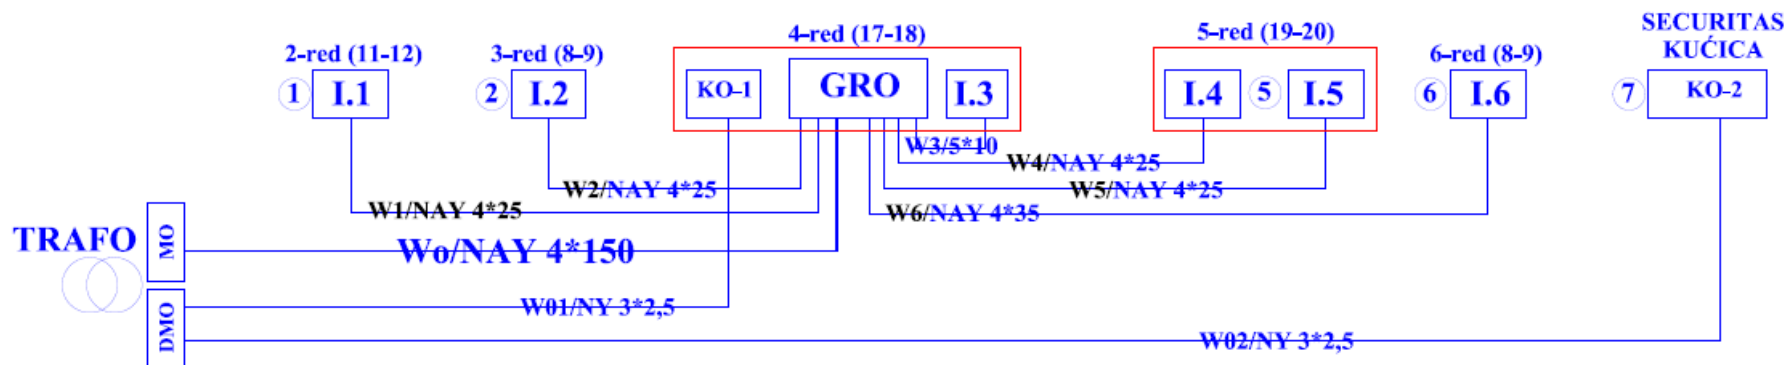 2-red (11-12)
3-red (8-9)
4-red (17-18)
5-red (19-20)
6-red (8-9)
SECURITAS
KUĆICA
1
I.1
2
I.2
KO-1
GRO
I.3
I.4
5
I.5
6
I.6
7
KO-2
W3/5*10
W4/NAY 4*25
W2/NAY 4*25
W5/NAY 4*25
W1/NAY 4*25
W6/NAY 4*35
TRAFO
MO
Wo/NAY 4*150
DMO
W01/NY 3*2,5
W02/NY 3*2,5